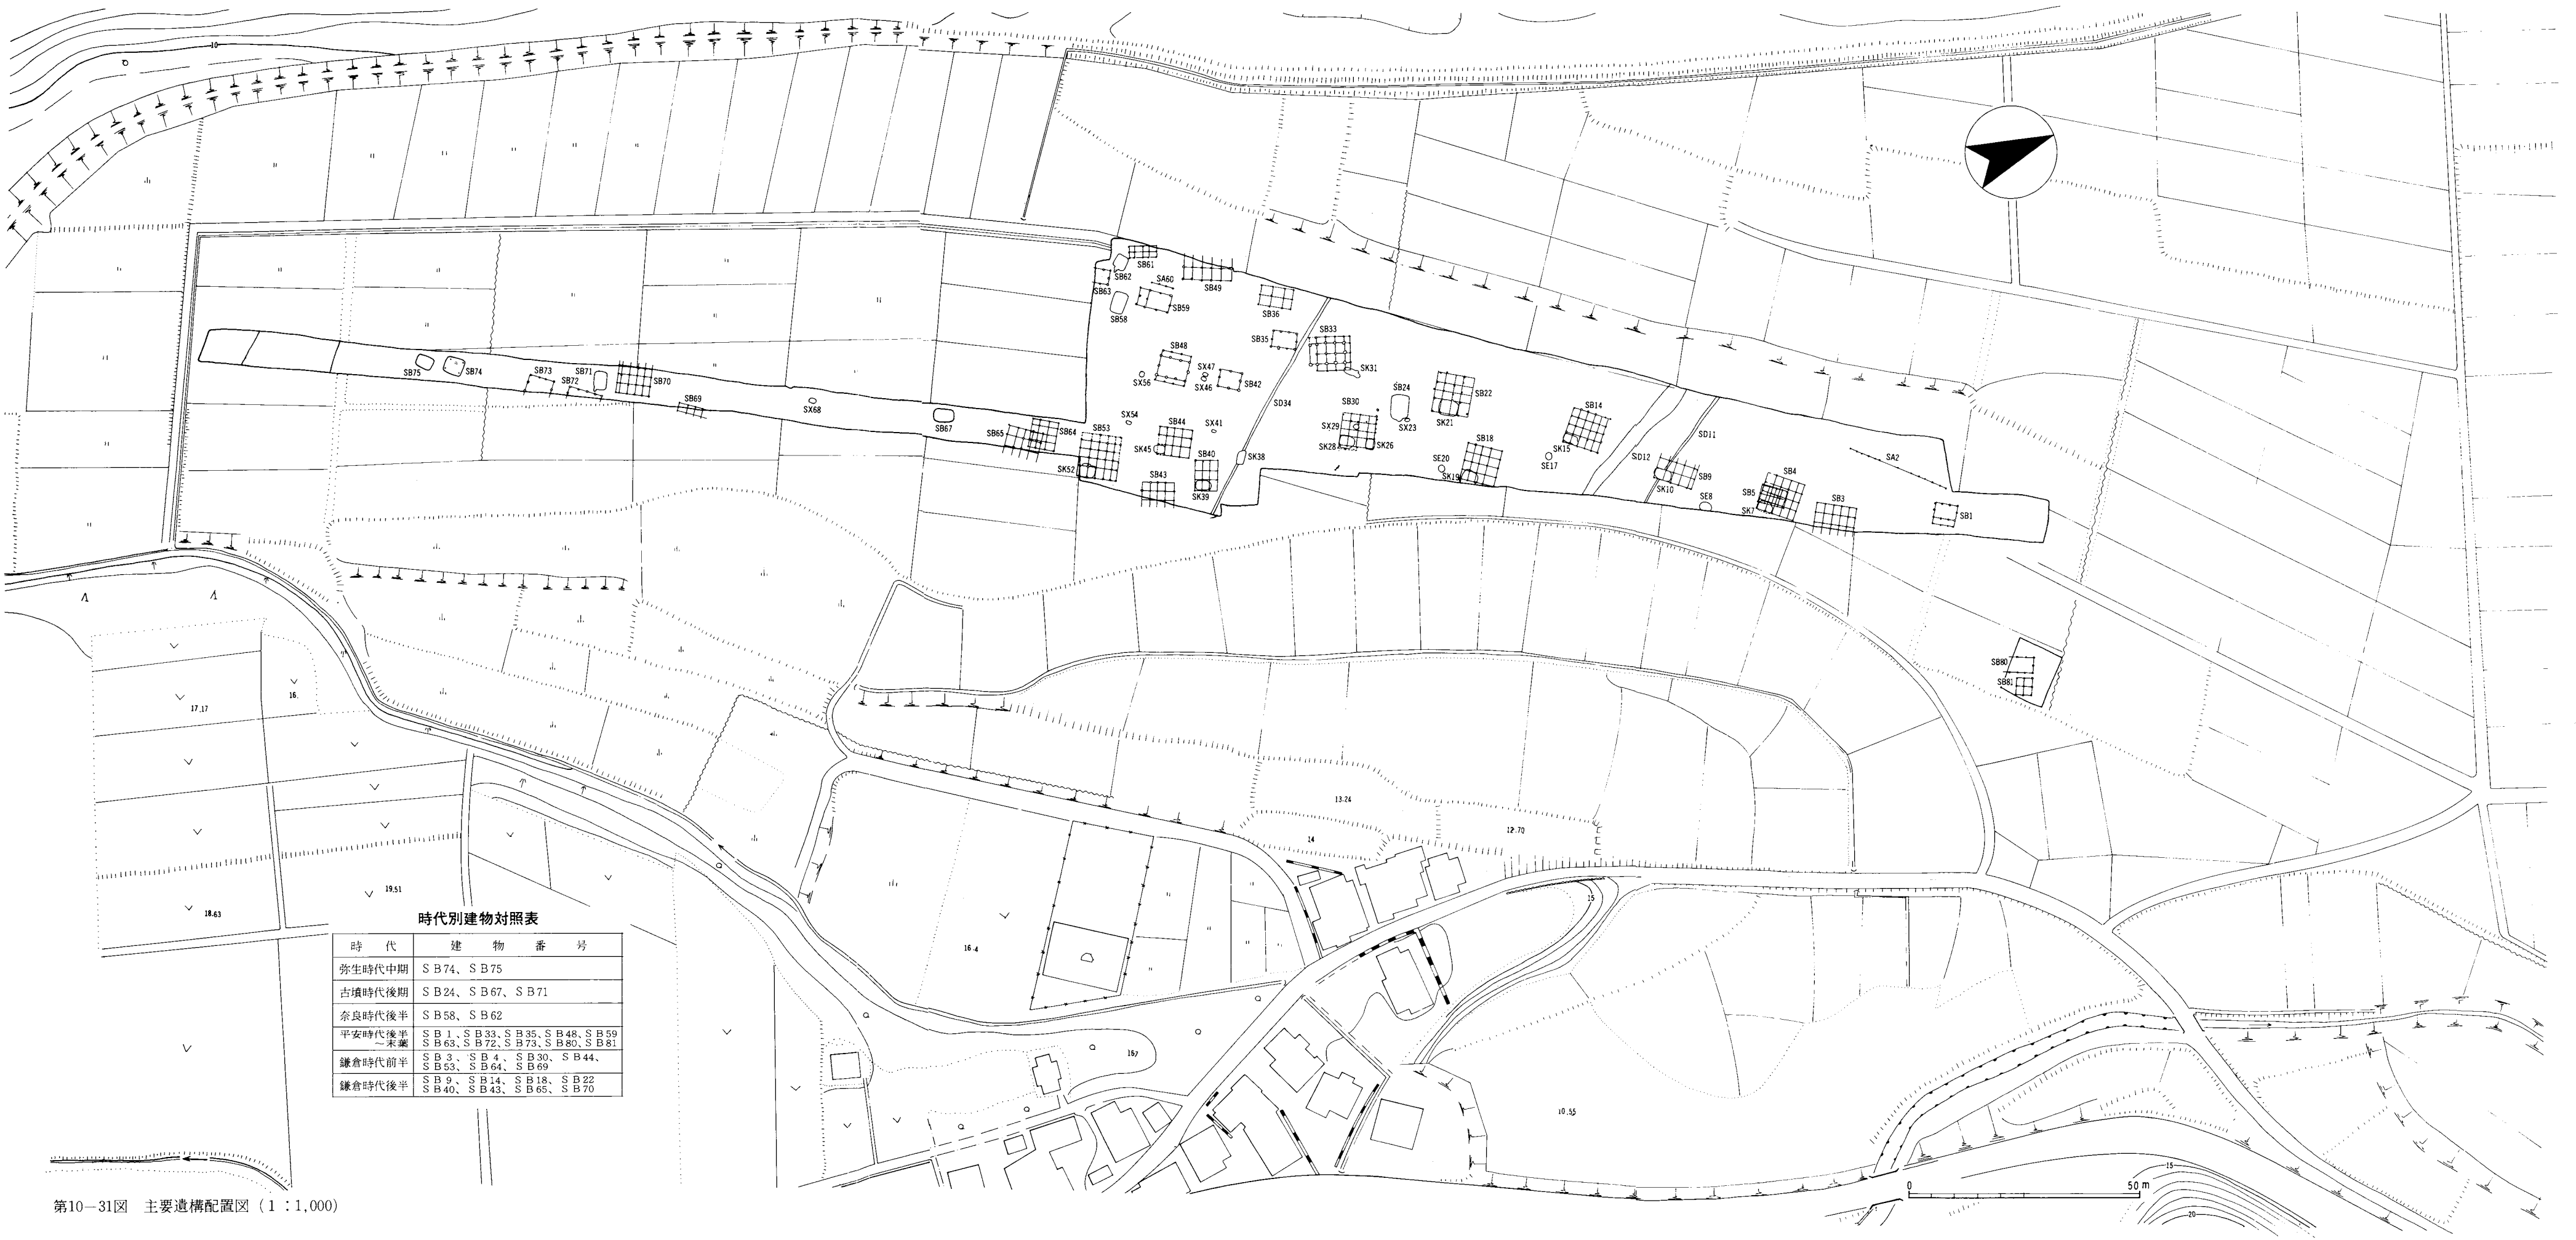 10
SB61
SB62
SA60
SB63
SB49
SB59
SB58
SB36
SB35
SB33
SB48
SX47
SX46
SB42
SX56
SK31
SD34
SB24
SB22
SK21
SX23
SB30
SX29
SK28
SK26
SB14
SK15
SE17
SB18
SE20
SK19
SD11
SD12
SA2
SB9
SK10
SE8
SB4
SB5
SK7
SB3
SB1
SB75
SB74
SB73
SB72
SB71
SB70
SB69
SX68
SB67
SB65
SB64
SB53
SK52
SX54
SB44
SK45
SX41
SB40
SK39
SB43
SK38
SB80
SB81
16.
17.17
13.24
12.70
14
15
19.51
18.63
16.4
167
10.55
15
20
時代別建物対照表
時代 建物番号
弥生時代中期 SB74、SB75
古墳時代後期 SB24、SB67、SB71
奈良時代後半 SB58、SB62
平安時代後半 SB1、SB33、SB35、SB48、SB59
～末葉 SB63、SB72、SB73、SB80、SB81
鎌倉時代前半 SB3、SB4、SB30、SB44、
SB53、SB64、SB69
鎌倉時代後半 SB9、SB14、SB18、SB22
SB40、SB43、SB65、SB70
0 50m
第10－31図 主要遺構配置図（1：1,000）